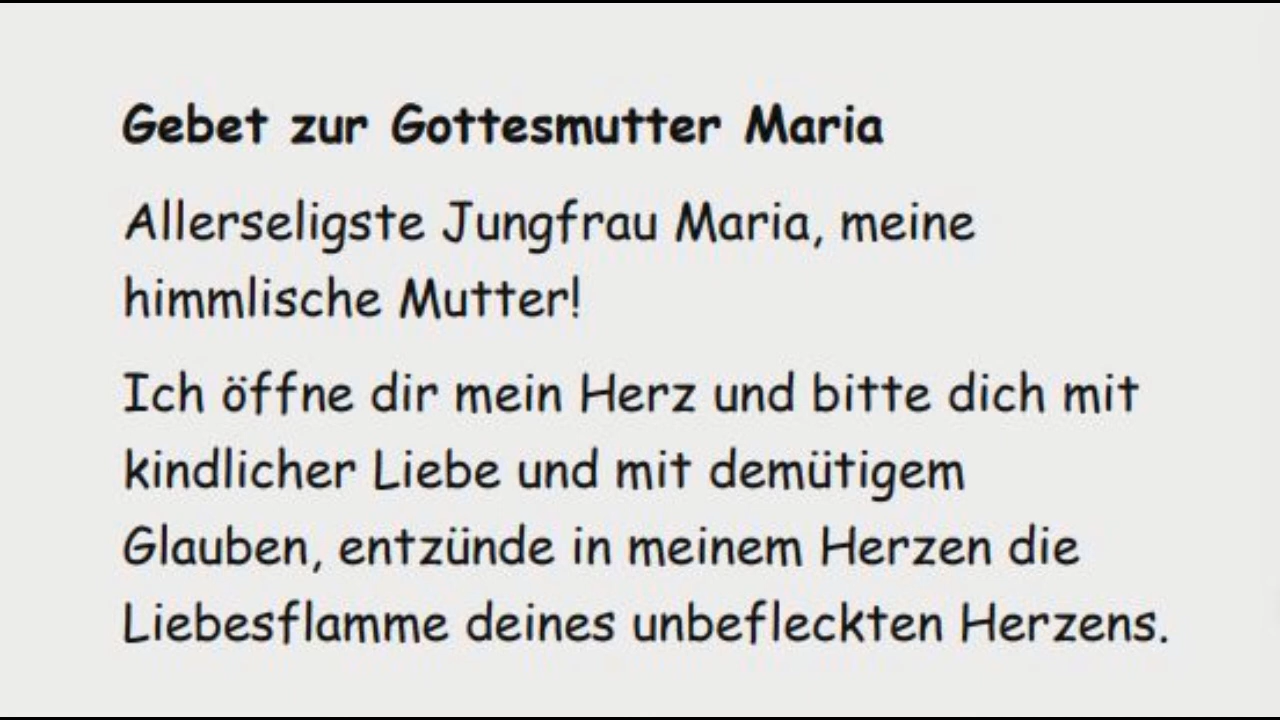 Gebet zur Gottesmutter Maria
Allerseligste Jungfrau Maria, meine
himmlische Mutter!
Ich öffne dir mein Herz und bitte dich mit
kindlicher Liebe und mit demütigem
Glauben, entzünde in meinem Herzen die
Liebesflamme deines unbefleckten Herzens.